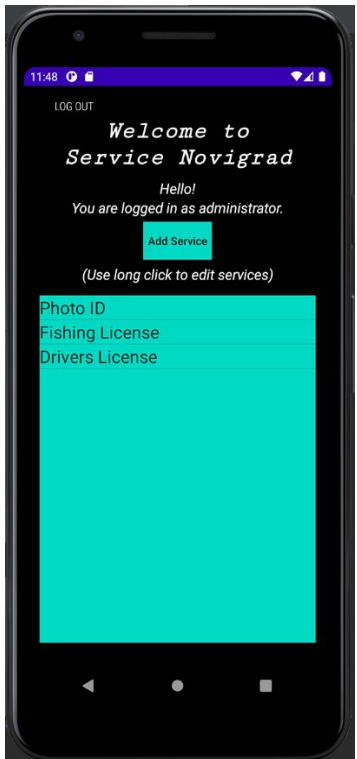 11:48
LOG OUT
Welcome to
Service Novigrad
Hello!
You are logged in as administrator.
Add Service
(Use long click to edit services)
Photo ID
Fishing License
Drivers License